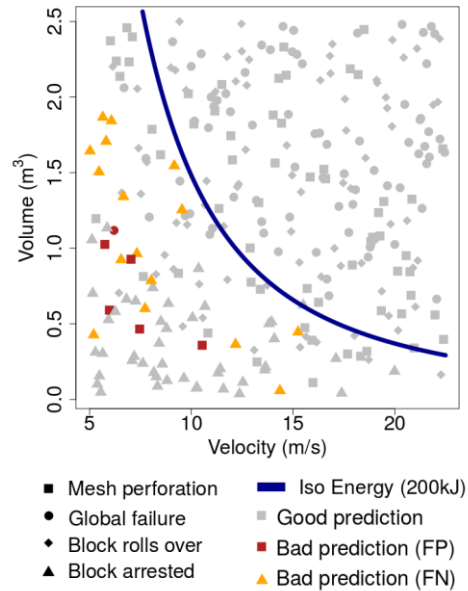 2.5
2.0
1.5
1.0
0.5
0.0
Volume (m³)
5 10 15 20
Velocity (m/s)
Mesh perforation
Global failure
Block rolls over
Block arrested
Iso Energy (200kJ)
Good prediction
Bad prediction (FP)
Bad prediction (FN)